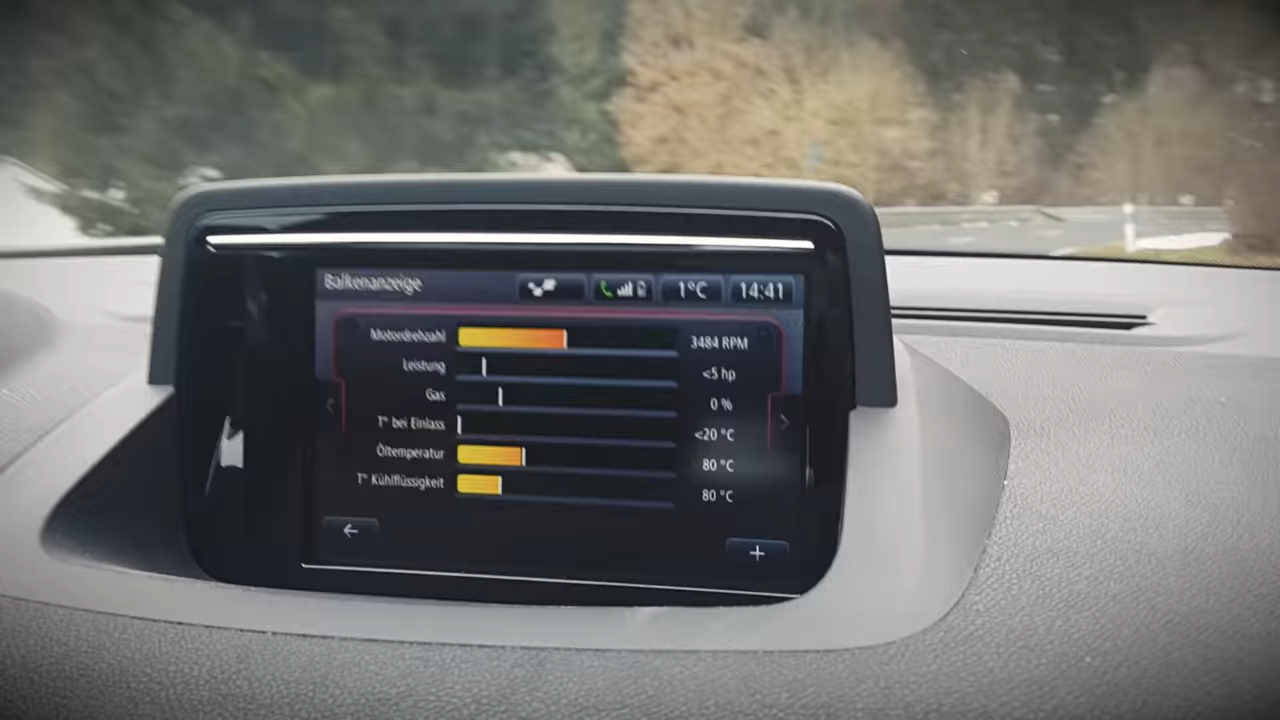 Balkenanzeige 1°C 14:41
Motordrehzahl 3484 RPM
Leistung <5 hp
Gas 0 %
T° bei Einlass <20 °C
Öltemperatur 80 °C
T° Kühlflüssigkeit 80 °C